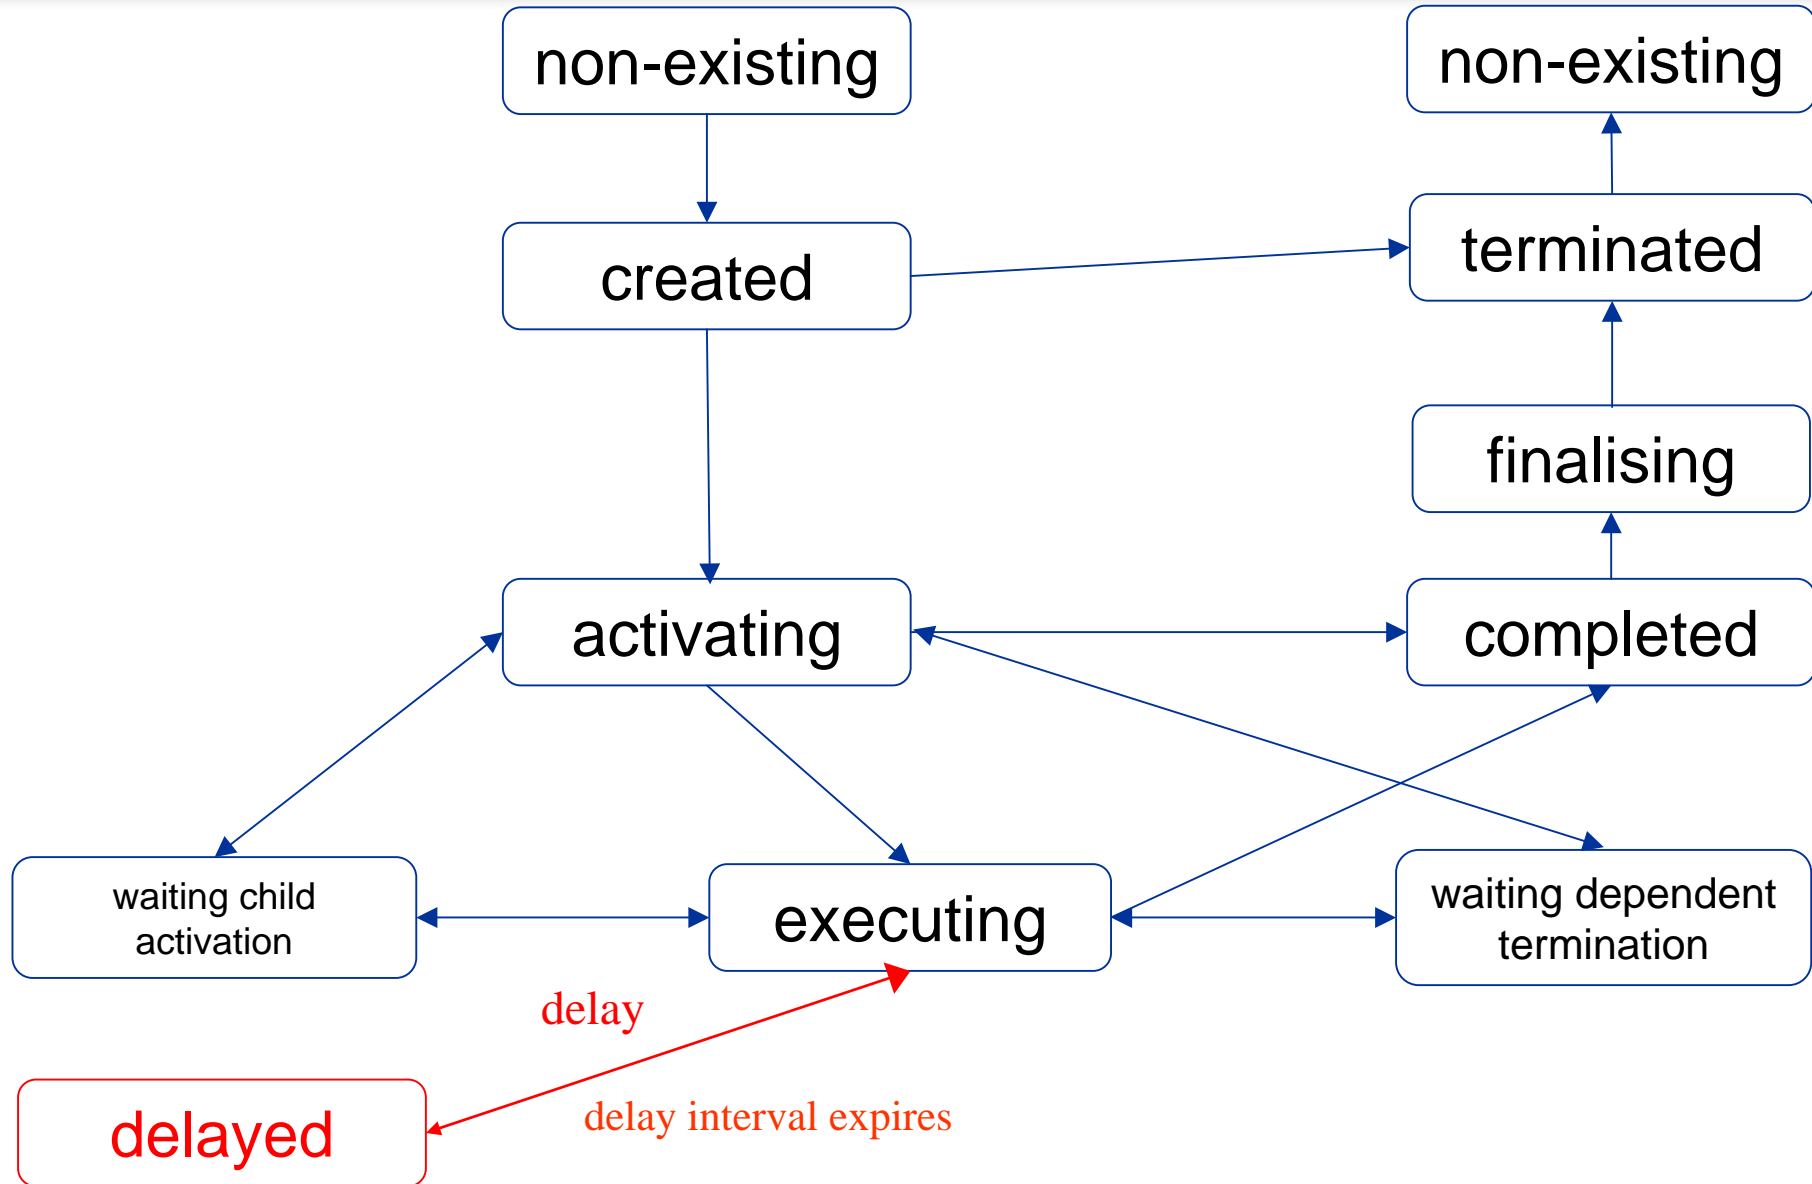 non-existing
non-existing
created
terminated
finalising
activating
completed
waiting child
activation
executing
waiting dependent
termination
delay
delayed
delay interval expires